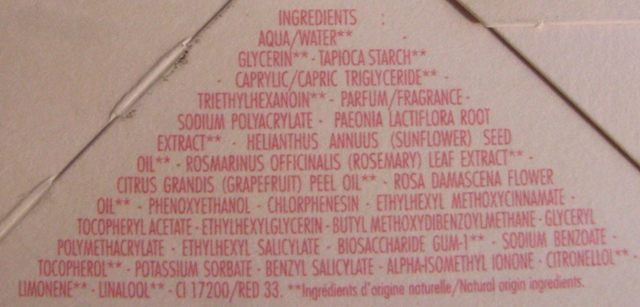 INGREDIENTS :
AQUA/WATER** -
GLYCERIN** - TAPIOCA STARCH**
- CAPRYLIC/CAPRIC TRIGLYCERIDE** -
TRIETHYLHEXANOIN** - PARFUM/FRAGRANCE -
SODIUM POLYACRYLATE - PAEONIA LACTIFLORA ROOT
EXTRACT** - HELIANTHUS ANNUUS (SUNFLOWER) SEED
OIL** - ROSMARINUS OFFICINALIS (ROSEMARY) LEAF EXTRACT** -
CITRUS GRANDIS (GRAPEFRUIT) PEEL OIL** - ROSA DAMASCENA FLOWER
OIL** - PHENOXYETHANOL - CHLORPHENESIN - ETHYLHEXYL METHOXYCINNAMATE -
TOCOPHERYL ACETATE - ETHYLHEXYLGLYCERIN - BUTYL METHOXYDIBENZOYLMETHANE - GLYCERYL
POLYMETHACRYLATE - ETHYLHEXYL SALICYLATE - BIOSACCHARIDE GUM-1** - SODIUM BENZOATE -
TOCOPHEROL** - POTASSIUM SORBATE - BENZYL SALICYLATE - ALPHA-ISOMETHYL IONONE - CITRONELLOL** -
LIMONENE** - LINALOOL** - CI 17200/RED 33. **Ingrédients d'origine naturelle/Natural origin ingredients.